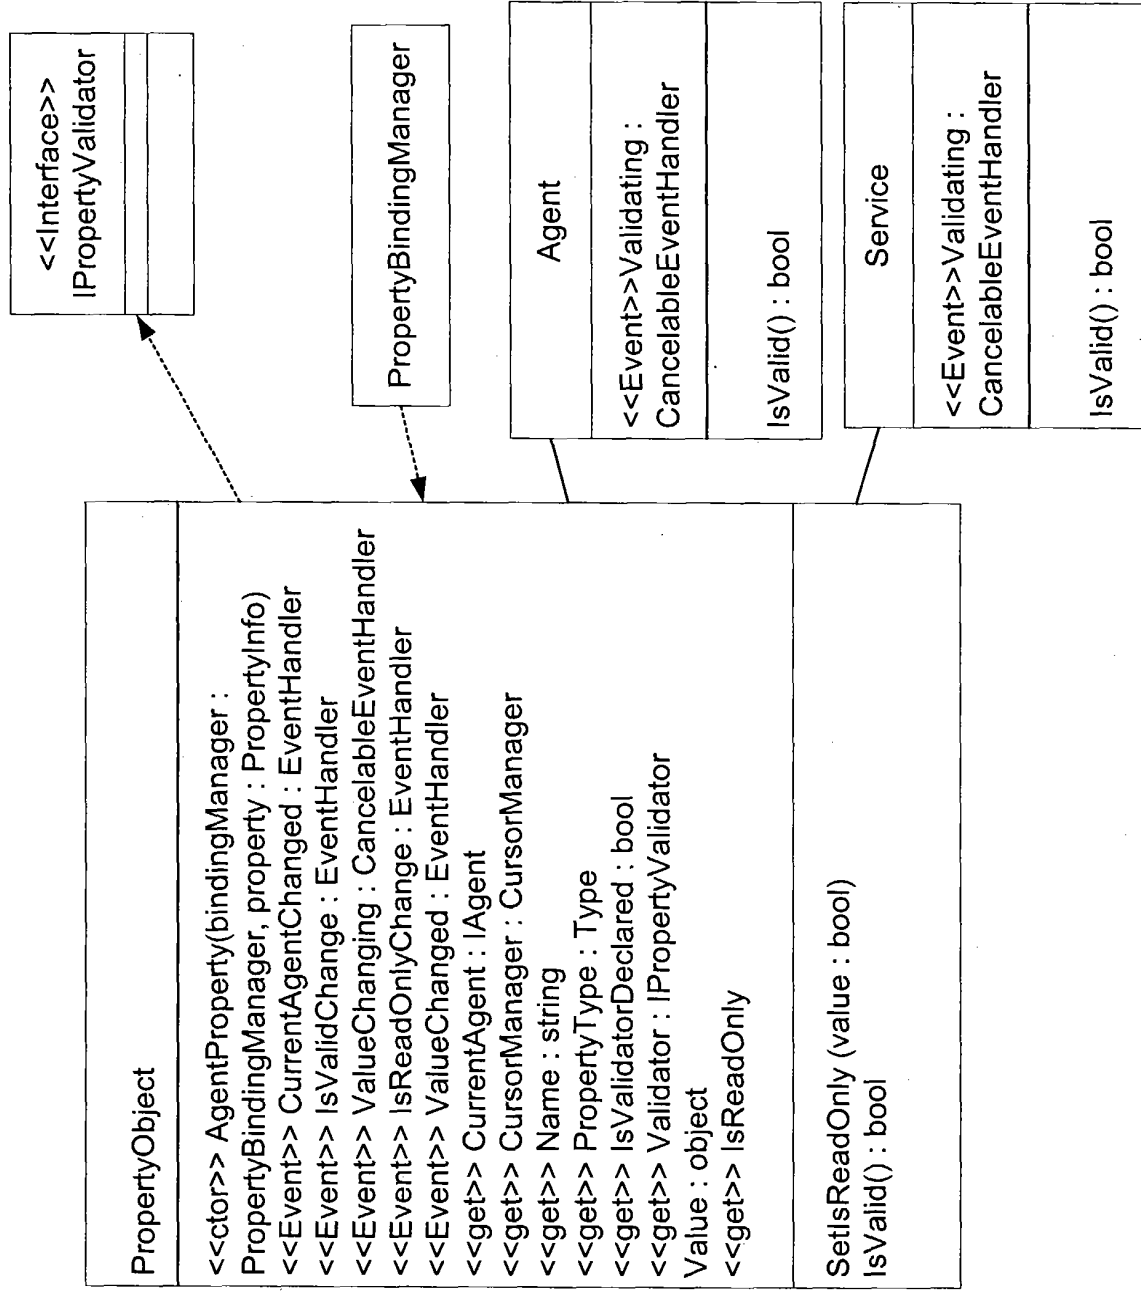 <<Interface>>
IPropertyValidator
PropertyBindingManager
Agent
<<Event>>Validating :
CancelableEventHandler
IsValid() : bool
Service
<<Event>>Validating :
CancelableEventHandler
IsValid() : bool
PropertyObject
<<ctor>> AgentProperty(bindingManager :
PropertyBindingManager, property : PropertyInfo)
<<Event>> CurrentAgentChanged : EventHandler
<<Event>> IsValidChange : EventHandler
<<Event>> ValueChanging : CancelableEventHandler
<<Event>> IsReadOnlyChange : EventHandler
<<Event>> ValueChanged : EventHandler
<<get>> CurrentAgent : IAgent
<<get>> CursorManager : CursorManager
<<get>> Name : string
<<get>> PropertyType : Type
<<get>> IsValidatorDeclared : bool
<<get>> Validator : IPropertyValidator
Value : object
<<get>> IsReadOnly
SetIsReadOnly (value : bool)
IsValid() : bool